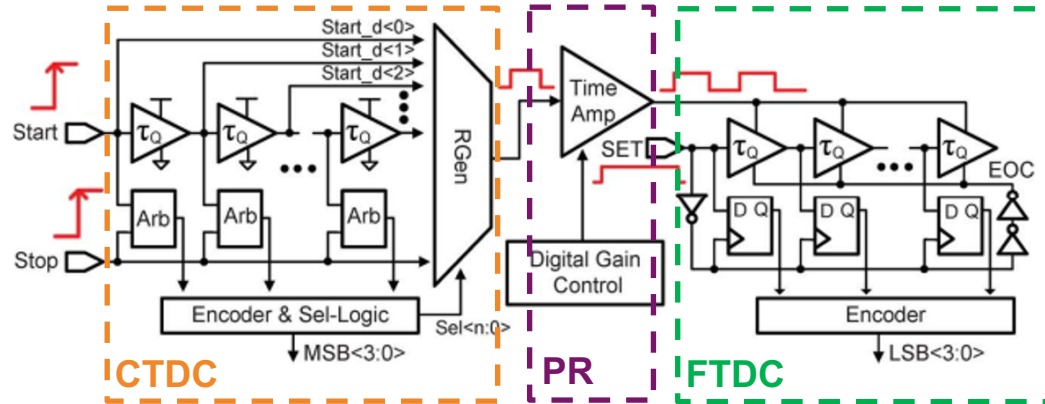 Start_d<0>
Start_d<1>
Start_d<2>
Start
τQ
τQ
τQ
RGen
Time
Amp
SET
τQ
τQ
τQ
EOC
Arb
Arb
Arb
D Q
D Q
D Q
Stop
Digital Gain
Control
Encoder & Sel-Logic
Sel<n:0>
Encoder
MSB<3:0>
LSB<3:0>
CTDC
PR
FTDC